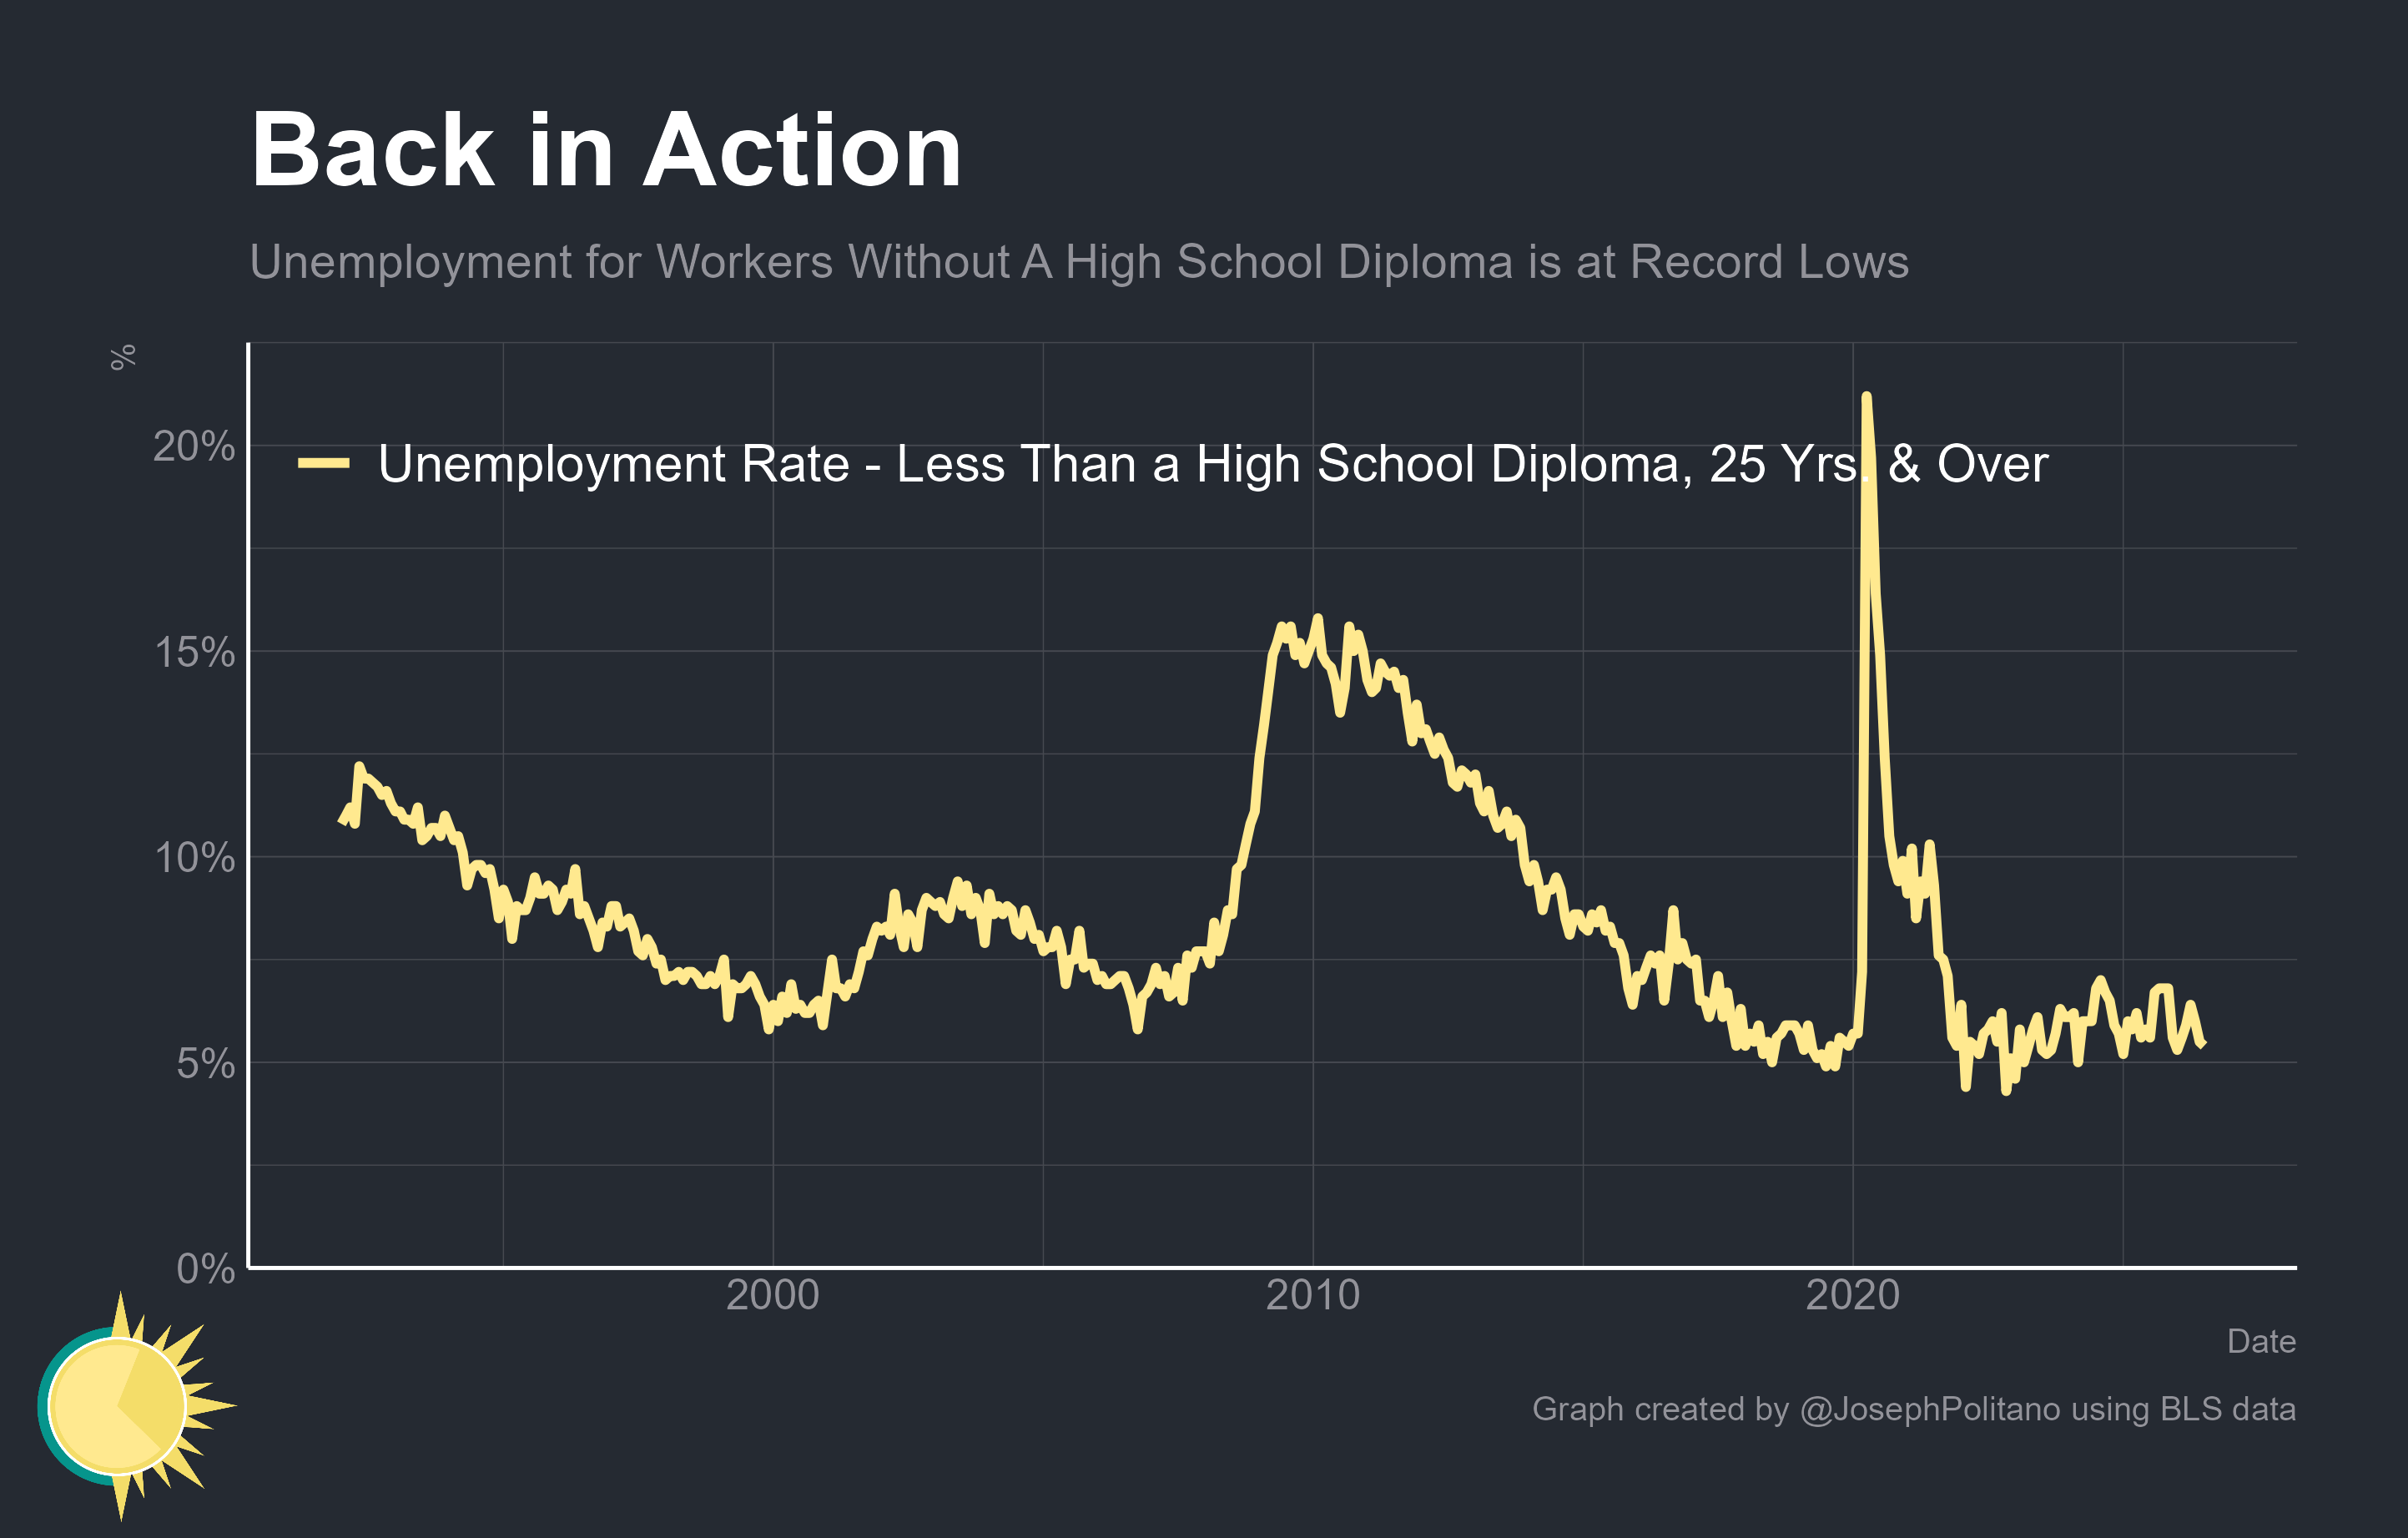 Back in Action
Unemployment for Workers Without A High School Diploma is at Record Lows
%
20%
Unemployment Rate - Less Than a High School Diploma, 25 Yrs. & Over
15%
10%
5%
0%
2000
2010
2020
Date
Graph created by @JosephPolitano using BLS data